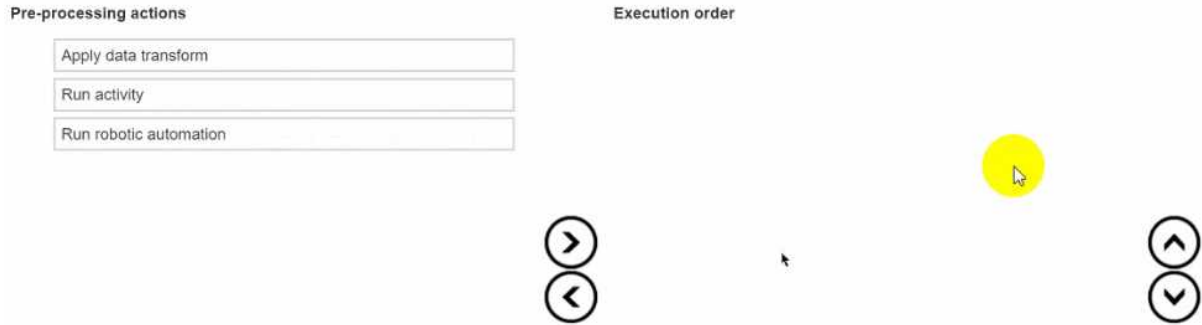 Pre-processing actions
Execution order
Apply data transform
Run activity
Run robotic automation